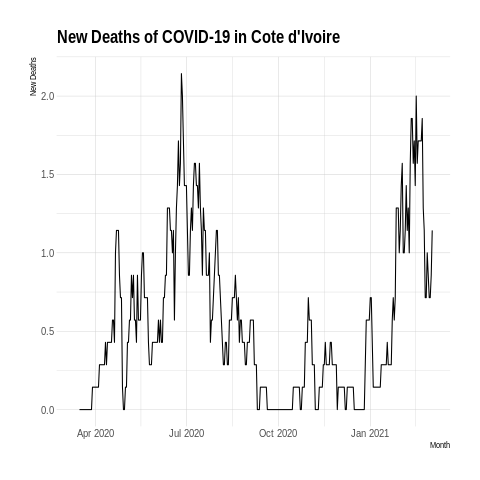 New Deaths of COVID-19 in Cote d'Ivoire
New Deaths
2.0
1.5
1.0
0.5
0.0
Apr 2020 Jul 2020 Oct 2020 Jan 2021
Month